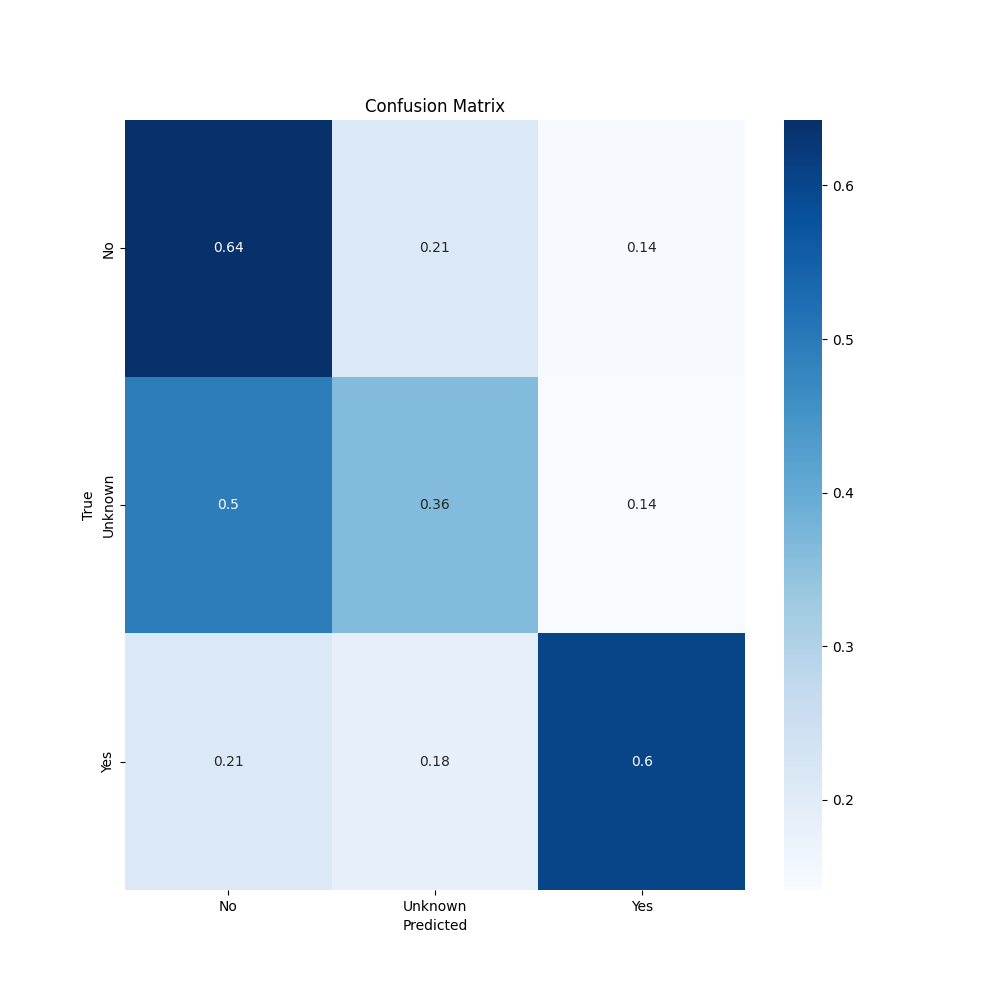 Confusion Matrix
No 0.64 0.21 0.14
True
Unknown 0.5 0.36 0.14
Yes 0.21 0.18 0.6
No Unknown Yes
Predicted
0.6
0.5
0.4
0.3
0.2